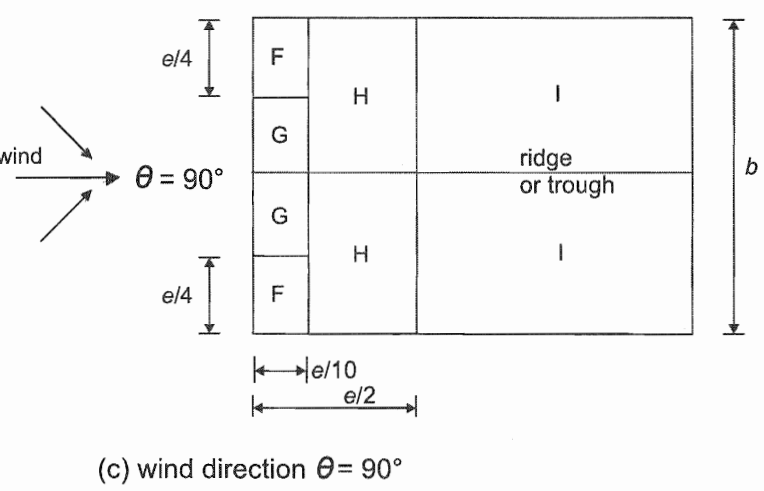 e/4
F
H
I
G
wind
θ = 90°
ridge
or trough
b
G
H
I
e/4
F
e/10
e/2
(c) wind direction θ = 90°